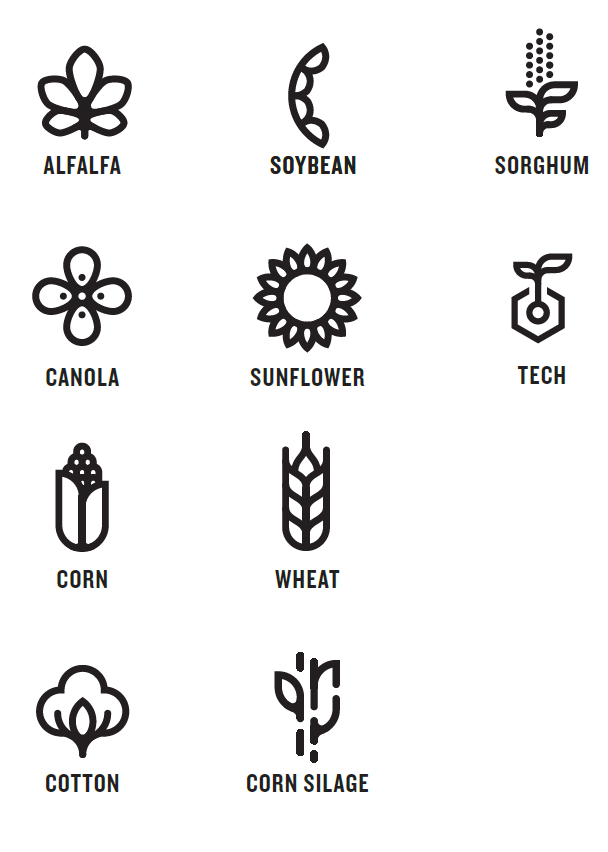 ALFALFA
SOYBEAN
SORGHUM
CANOLA
SUNFLOWER
TECH
CORN
WHEAT
COTTON
CORN SILAGE